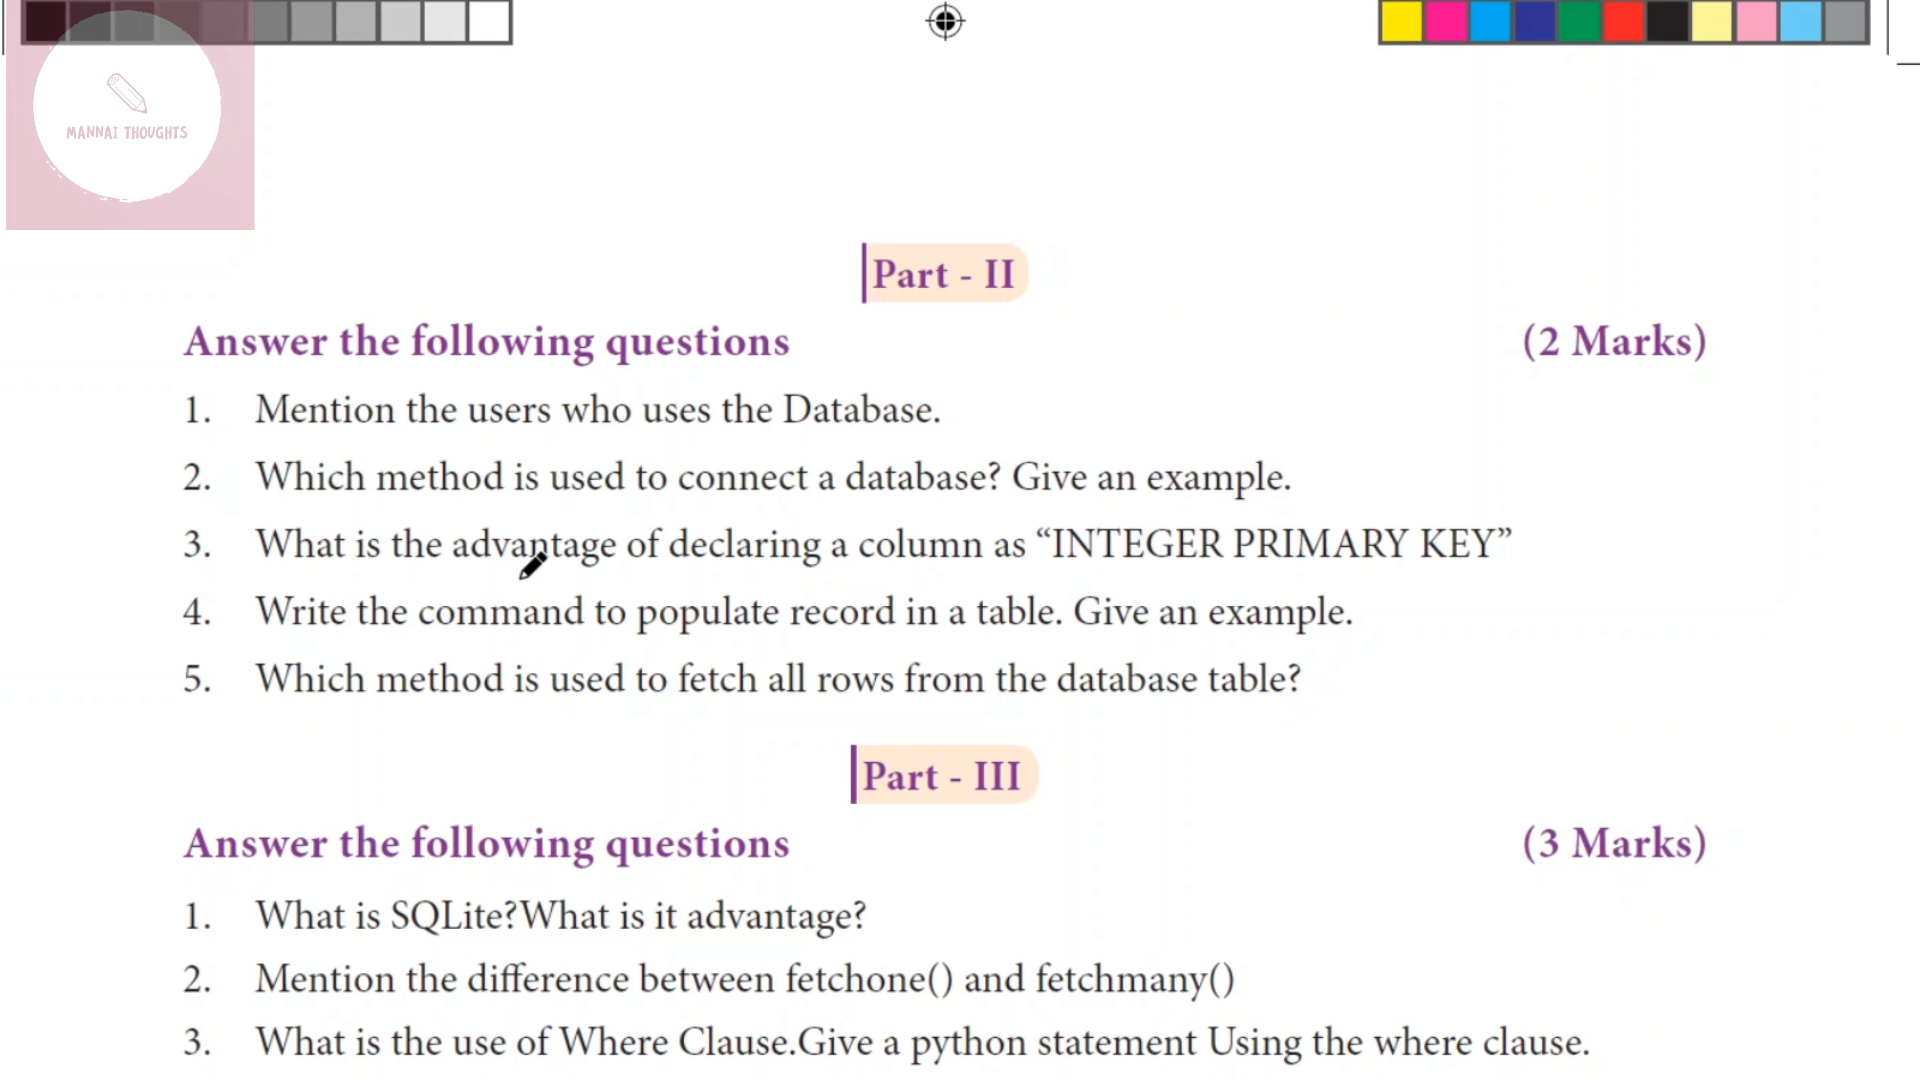 MANNAI THOUGHTS
Part - II
Answer the following questions (2 Marks)
1. Mention the users who uses the Database.
2. Which method is used to connect a database? Give an example.
3. What is the advantage of declaring a column as “INTEGER PRIMARY KEY”
4. Write the command to populate record in a table. Give an example.
5. Which method is used to fetch all rows from the database table?
Part - III
Answer the following questions (3 Marks)
1. What is SQLite?What is it advantage?
2. Mention the difference between fetchone() and fetchmany()
3. What is the use of Where Clause.Give a python statement Using the where clause.